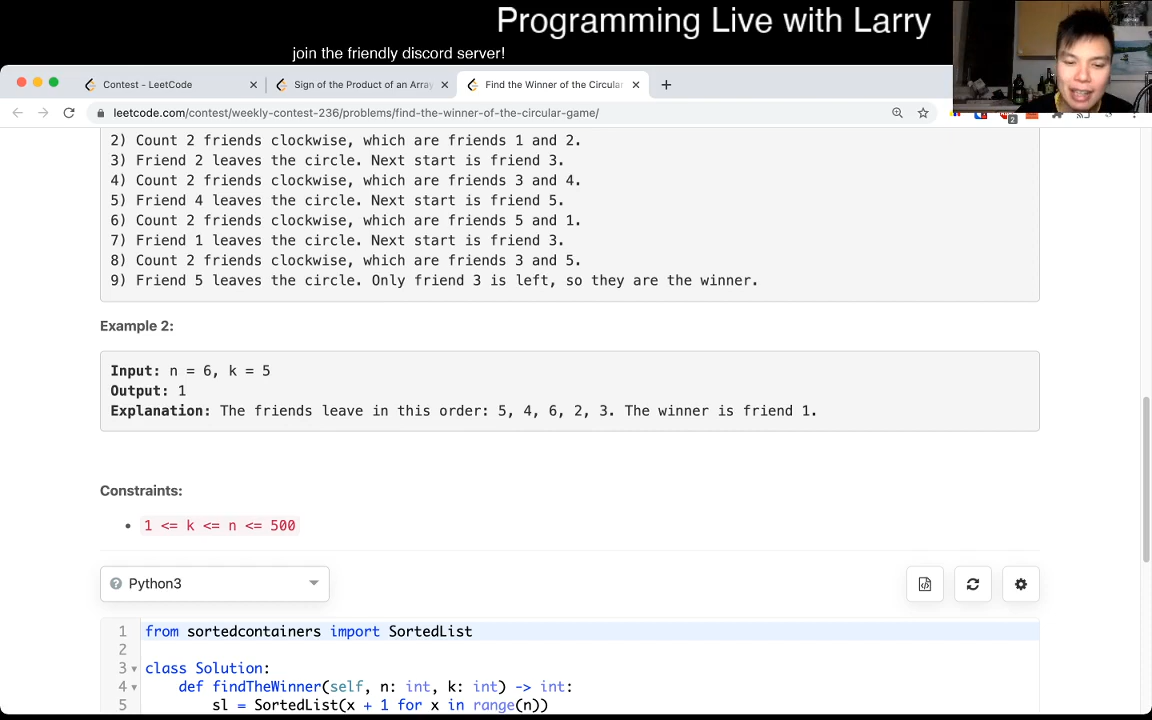 Programming Live with Larry
join the friendly discord server!
Contest - LeetCode
Sign of the Product of an Array
Find the Winner of the Circular
leetcode.com/contest/weekly-contest-236/problems/find-the-winner-of-the-circular-game/
2
2) Count 2 friends clockwise, which are friends 1 and 2.
3) Friend 2 leaves the circle. Next start is friend 3.
4) Count 2 friends clockwise, which are friends 3 and 4.
5) Friend 4 leaves the circle. Next start is friend 5.
6) Count 2 friends clockwise, which are friends 5 and 1.
7) Friend 1 leaves the circle. Next start is friend 3.
8) Count 2 friends clockwise, which are friends 3 and 5.
9) Friend 5 leaves the circle. Only friend 3 is left, so they are the winner.
Example 2:
Input: n = 6, k = 5
Output: 1
Explanation: The friends leave in this order: 5, 4, 6, 2, 3. The winner is friend 1.
Constraints:
1 <= k <= n <= 500
Python3
1 from sortedcontainers import SortedList
2
3 class Solution:
4 def findTheWinner(self, n: int, k: int) -> int:
5 sl = SortedList(x + 1 for x in range(n))